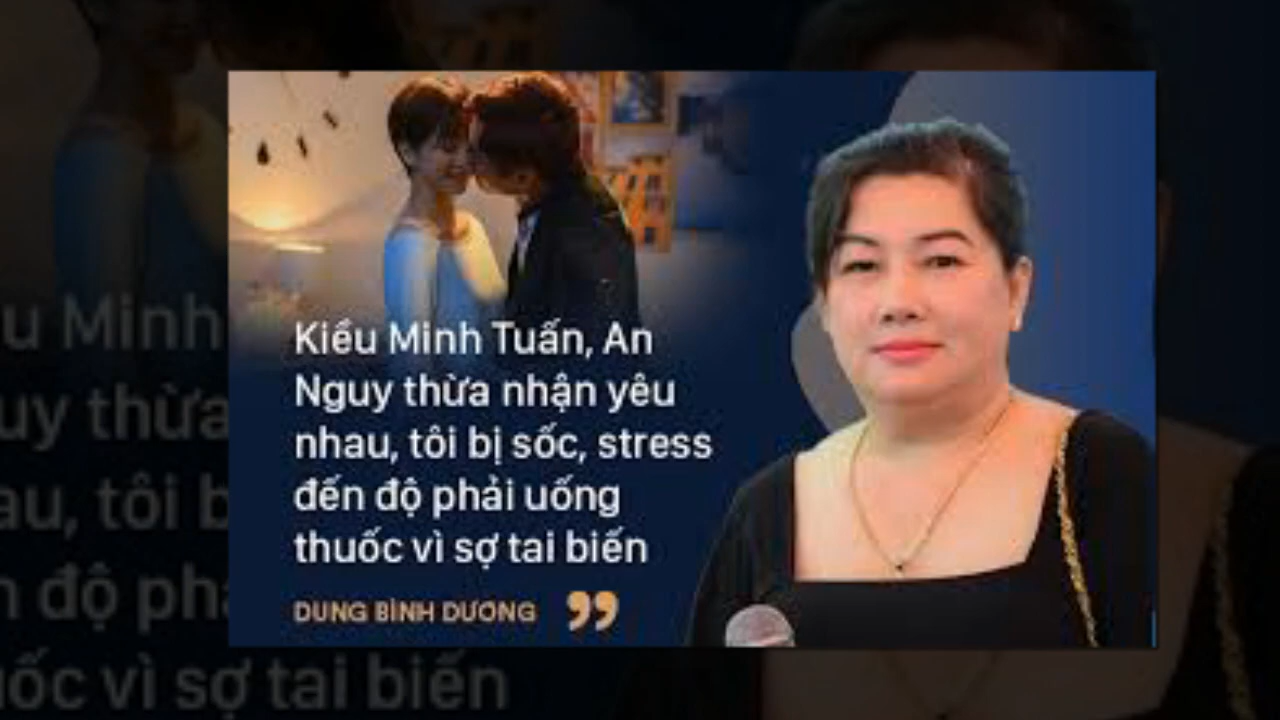 Kiều Minh Tuấn, An
Nguy thừa nhận yêu
nhau, tôi bị sốc, stress
đến độ phải uống
thuốc vì sợ tai biến
DUNG BÌNH DƯƠNG ”